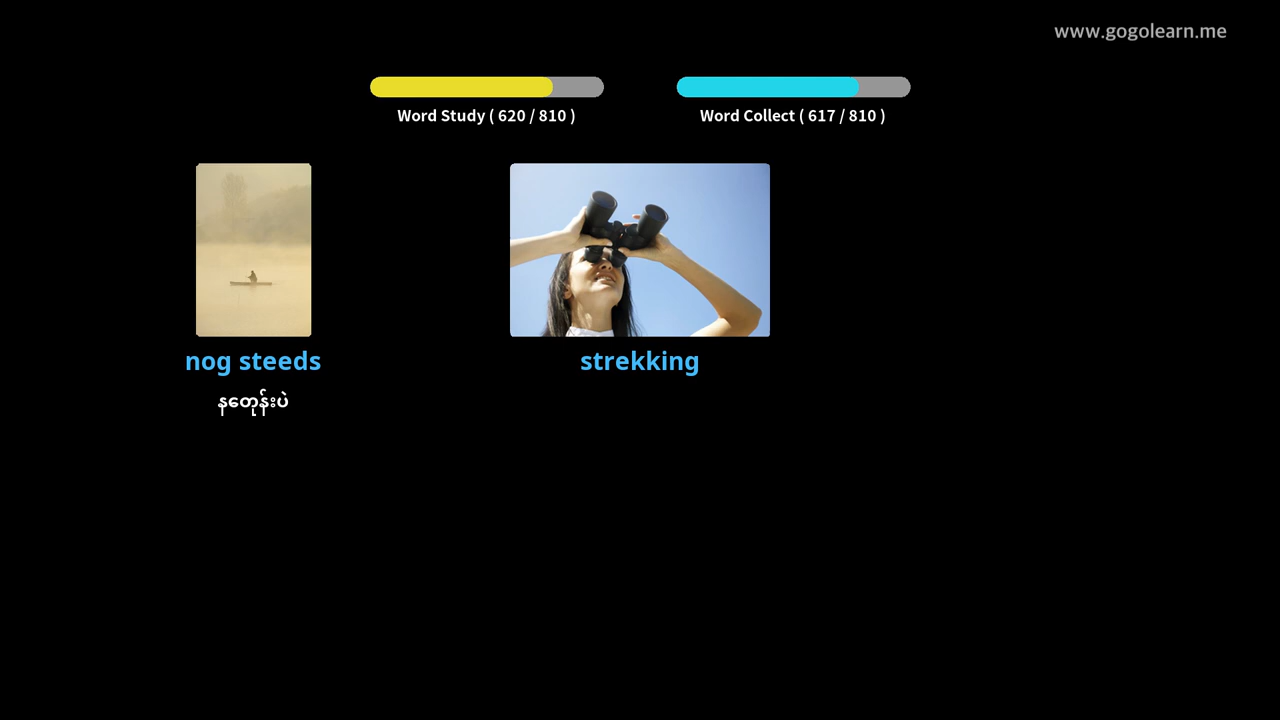 www.gogolearn.me
Word Study ( 620 / 810 )
Word Collect ( 617 / 810 )
nog steeds
strekking
နတေုန်းပဲ